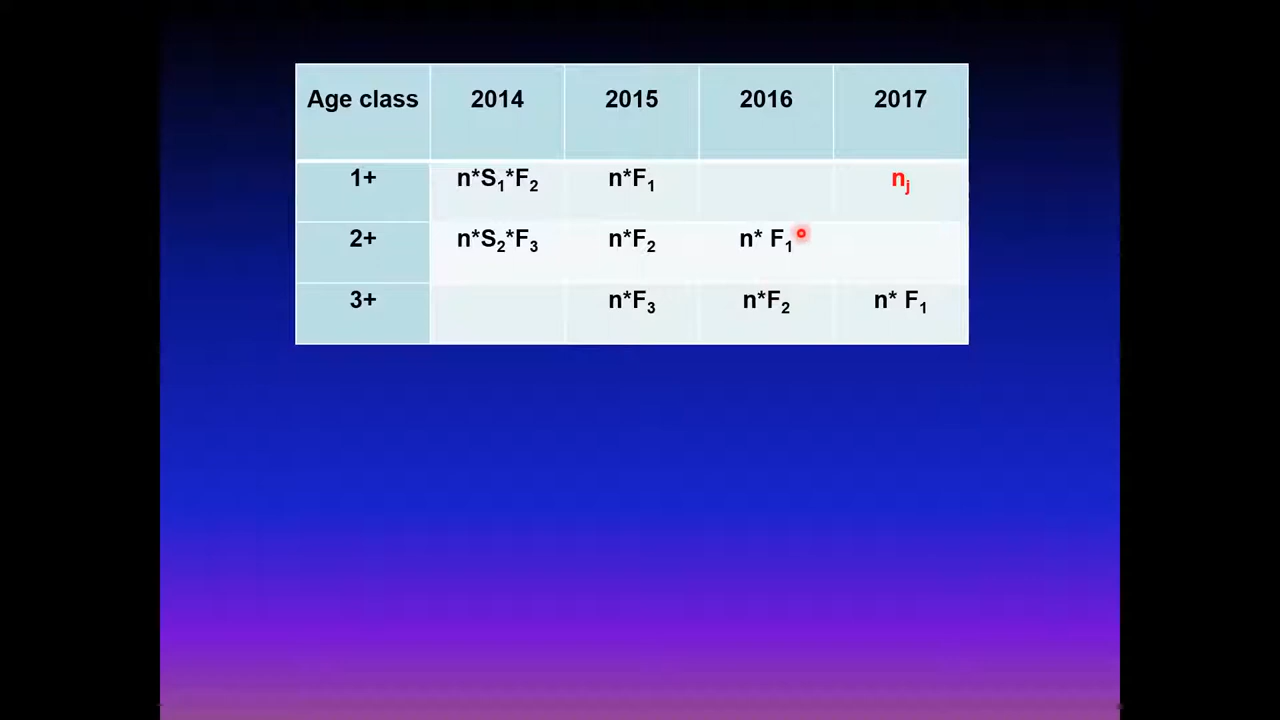 Age class 2014 2015 2016 2017
1+ n*S₁*F₂ n*F₁ nⱼ
2+ n*S₂*F₃ n*F₂ n* F₁
3+ n*F₃ n*F₂ n* F₁